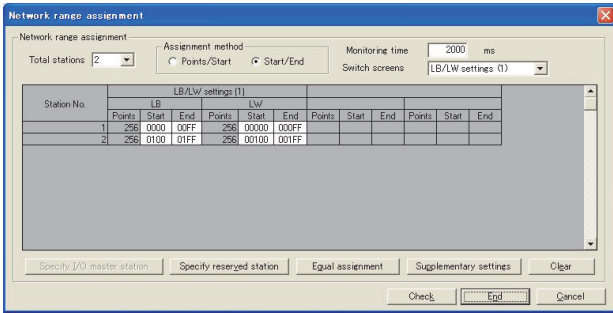 Network range assignment
Network range assignment
Total stations 2
Assignment method
Points/Start Start/End
Monitoring time 2000 ms
Switch screens LB/LW settings (1)
LB/LW settings (1)
Station No. LB LW
Points Start End Points Start End Points Start End Points Start End
1 256 0000 00FF 256 00000 000FF
2 256 0100 01FF 256 00100 001FF
Specify I/O master station Specify reserved station Equal assignment Supplementary settings Clear
Check End Cancel